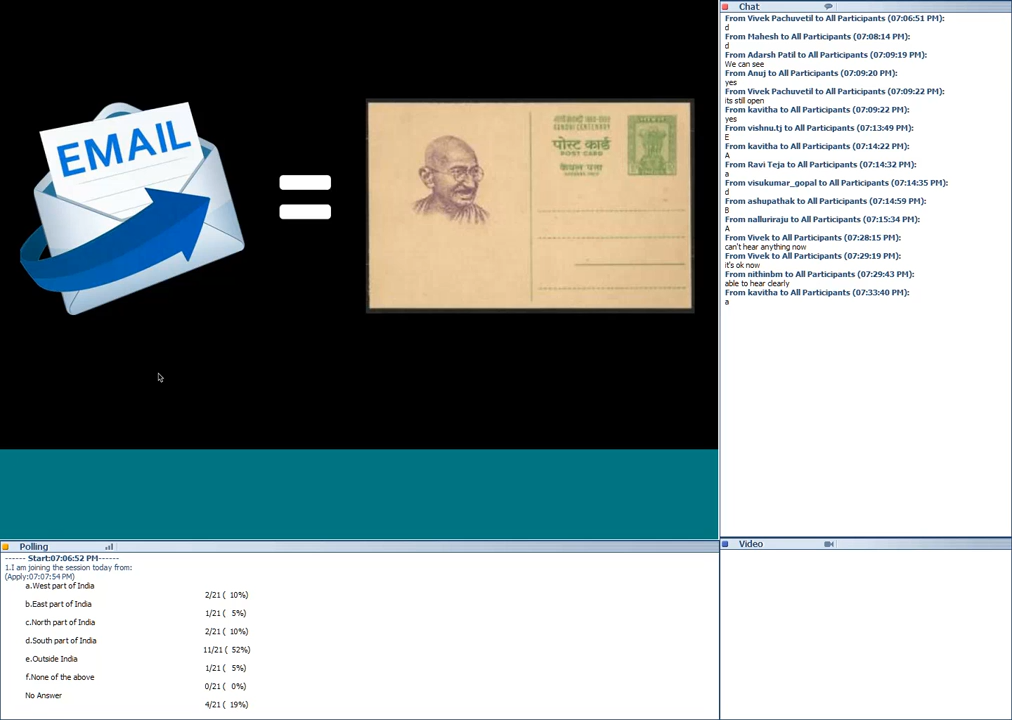 EMAIL
GANDHI CENTENARY
पोस्ट कार्ड
POST CARD
केवल पता
Chat
From Vivek Pachuvetil to All Participants (07:06:51 PM):
d
From Mahesh to All Participants (07:08:14 PM):
d
From Adarsh Patil to All Participants (07:09:19 PM):
We can see
From Anuj to All Participants (07:09:20 PM):
yes
From Vivek Pachuvetil to All Participants (07:09:22 PM):
its still open
From kavitha to All Participants (07:09:22 PM):
yes
From vishnu.tj to All Participants (07:13:49 PM):
E
From kavitha to All Participants (07:14:22 PM):
A
From Ravi Teja to All Participants (07:14:32 PM):
a
From visukumar_gopal to All Participants (07:14:35 PM):
d
From ashupathak to All Participants (07:14:59 PM):
B
From nalluriraju to All Participants (07:15:34 PM):
A
From Vivek to All Participants (07:28:15 PM):
can't hear anything now
From Vivek to All Participants (07:29:19 PM):
it's ok now
From nithinbm to All Participants (07:29:43 PM):
able to hear clearly
From kavitha to All Participants (07:33:40 PM):
a
Polling
------ Start:07:06:52 PM------
1.I am joining the session today from:
(Apply:07:07:54 PM)
a.West part of India
2/21 ( 10%)
b.East part of India
1/21 ( 5%)
c.North part of India
2/21 ( 10%)
d.South part of India
11/21 ( 52%)
e.Outside India
1/21 ( 5%)
f.None of the above
0/21 ( 0%)
No Answer
4/21 ( 19%)
Video